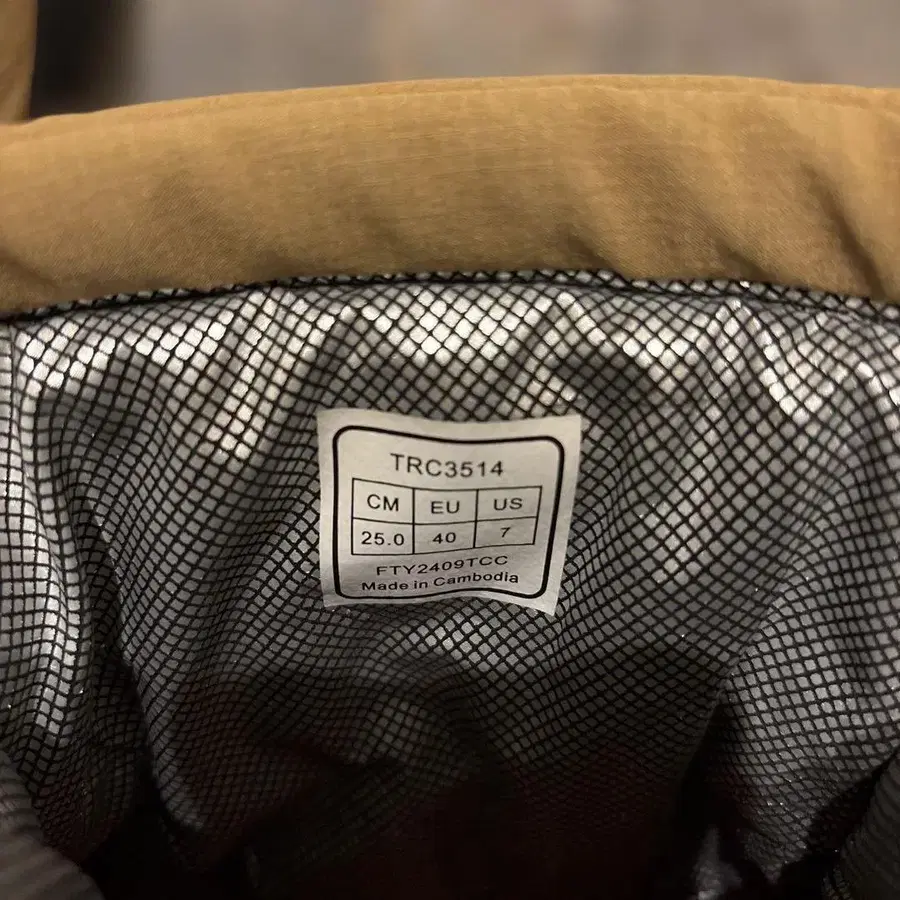 TRC3514
CM EU US
25.0 40 7
FTY2409TCC
Made in Cambodia